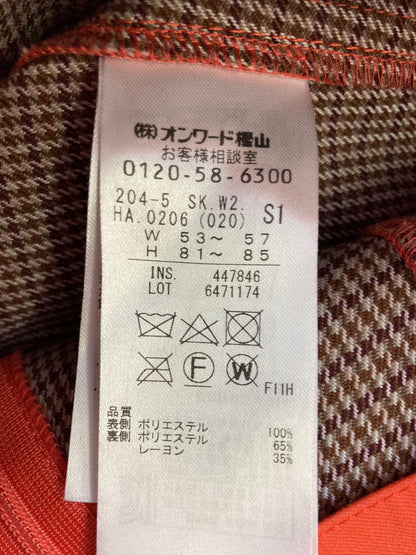 (株)オンワード樫山
お客様相談室
0120-58-6300
204-5 SK.W2.
HA.0206 (020) S1
W 53～ 57
H 81～ 85
INS. 447846
LOT 6471174
F W
F11H
品質
表側 ポリエステル 100%
裏側 ポリエステル 65%
レーヨン 35%